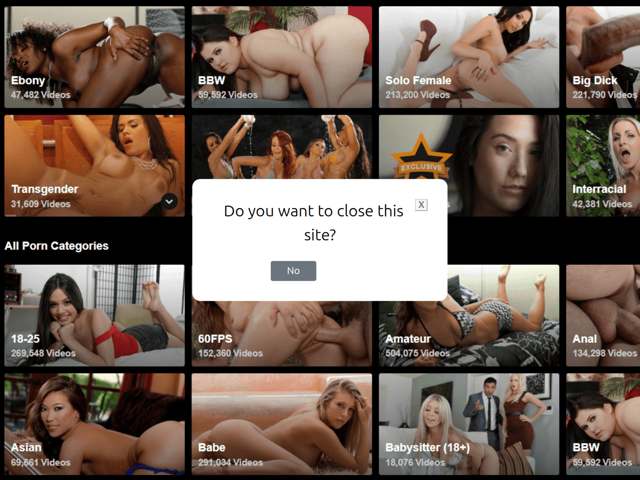 Ebony
47,482 Videos
BBW
59,592 Videos
Solo Female
213,200 Videos
Big Dick
221,790 Videos
Transgender
31,609 Videos
EXCLUSIVE
Interracial
42,381 Videos
Do you want to close this
site?
X
No
All Porn Categories
18-25
269,548 Videos
60FPS
152,360 Videos
Amateur
504,075 Videos
Anal
134,298 Videos
Asian
69,661 Videos
Babe
291,034 Videos
Babysitter (18+)
18,076 Videos
BBW
59,592 Videos